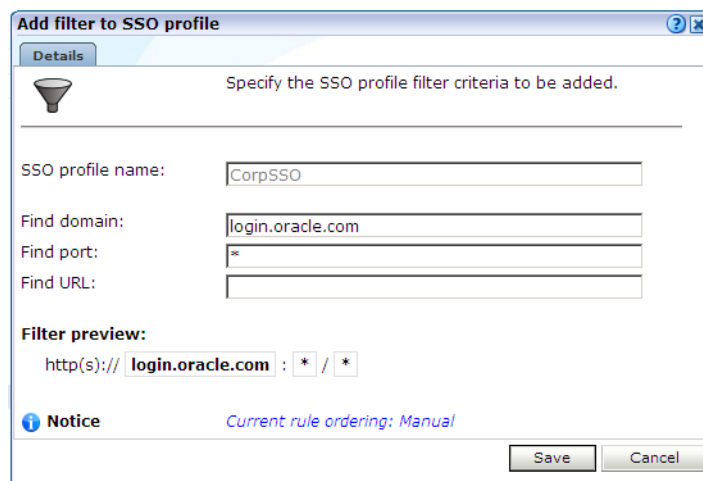 Add filter to SSO profile
Details
Specify the SSO profile filter criteria to be added.
SSO profile name: CorpSSO
Find domain: login.oracle.com
Find port: *
Find URL:
Filter preview:
http(s):// login.oracle.com : * / *
Notice Current rule ordering: Manual
Save Cancel